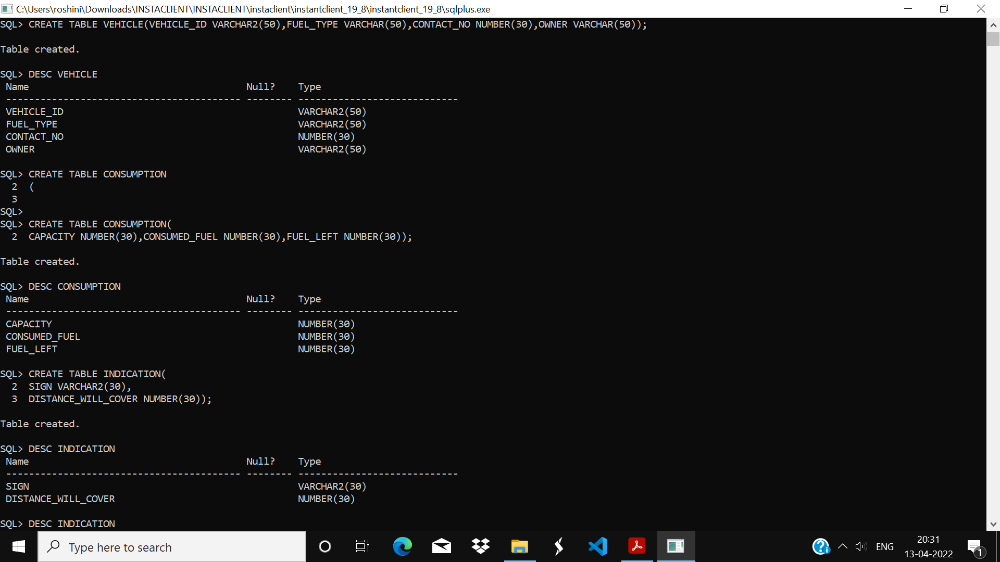 C:\Users\roshini\Downloads\INSTACLIENT\INSTACLIENT\instaclient\instantclient_19_8\instantclient_19_8\sqlplus.exe
SQL> CREATE TABLE VEHICLE(VEHICLE_ID VARCHAR2(50),FUEL_TYPE VARCHAR(50),CONTACT_NO NUMBER(30),OWNER VARCHAR(50));
Table created.
SQL> DESC VEHICLE
Name Null? Type
----------------------------------------- -------- ----------------------------
VEHICLE_ID VARCHAR2(50)
FUEL_TYPE VARCHAR2(50)
CONTACT_NO NUMBER(30)
OWNER VARCHAR2(50)
SQL> CREATE TABLE CONSUMPTION
2 (
3
SQL>
SQL> CREATE TABLE CONSUMPTION(
2 CAPACITY NUMBER(30),CONSUMED_FUEL NUMBER(30),FUEL_LEFT NUMBER(30));
Table created.
SQL> DESC CONSUMPTION
Name Null? Type
----------------------------------------- -------- ----------------------------
CAPACITY NUMBER(30)
CONSUMED_FUEL NUMBER(30)
FUEL_LEFT NUMBER(30)
SQL> CREATE TABLE INDICATION(
2 SIGN VARCHAR2(30),
3 DISTANCE_WILL_COVER NUMBER(30));
Table created.
SQL> DESC INDICATION
Name Null? Type
----------------------------------------- -------- ----------------------------
SIGN VARCHAR2(30)
DISTANCE_WILL_COVER NUMBER(30)
SQL> DESC INDICATION
Type here to search
ENG
20:31
13-04-2022
1